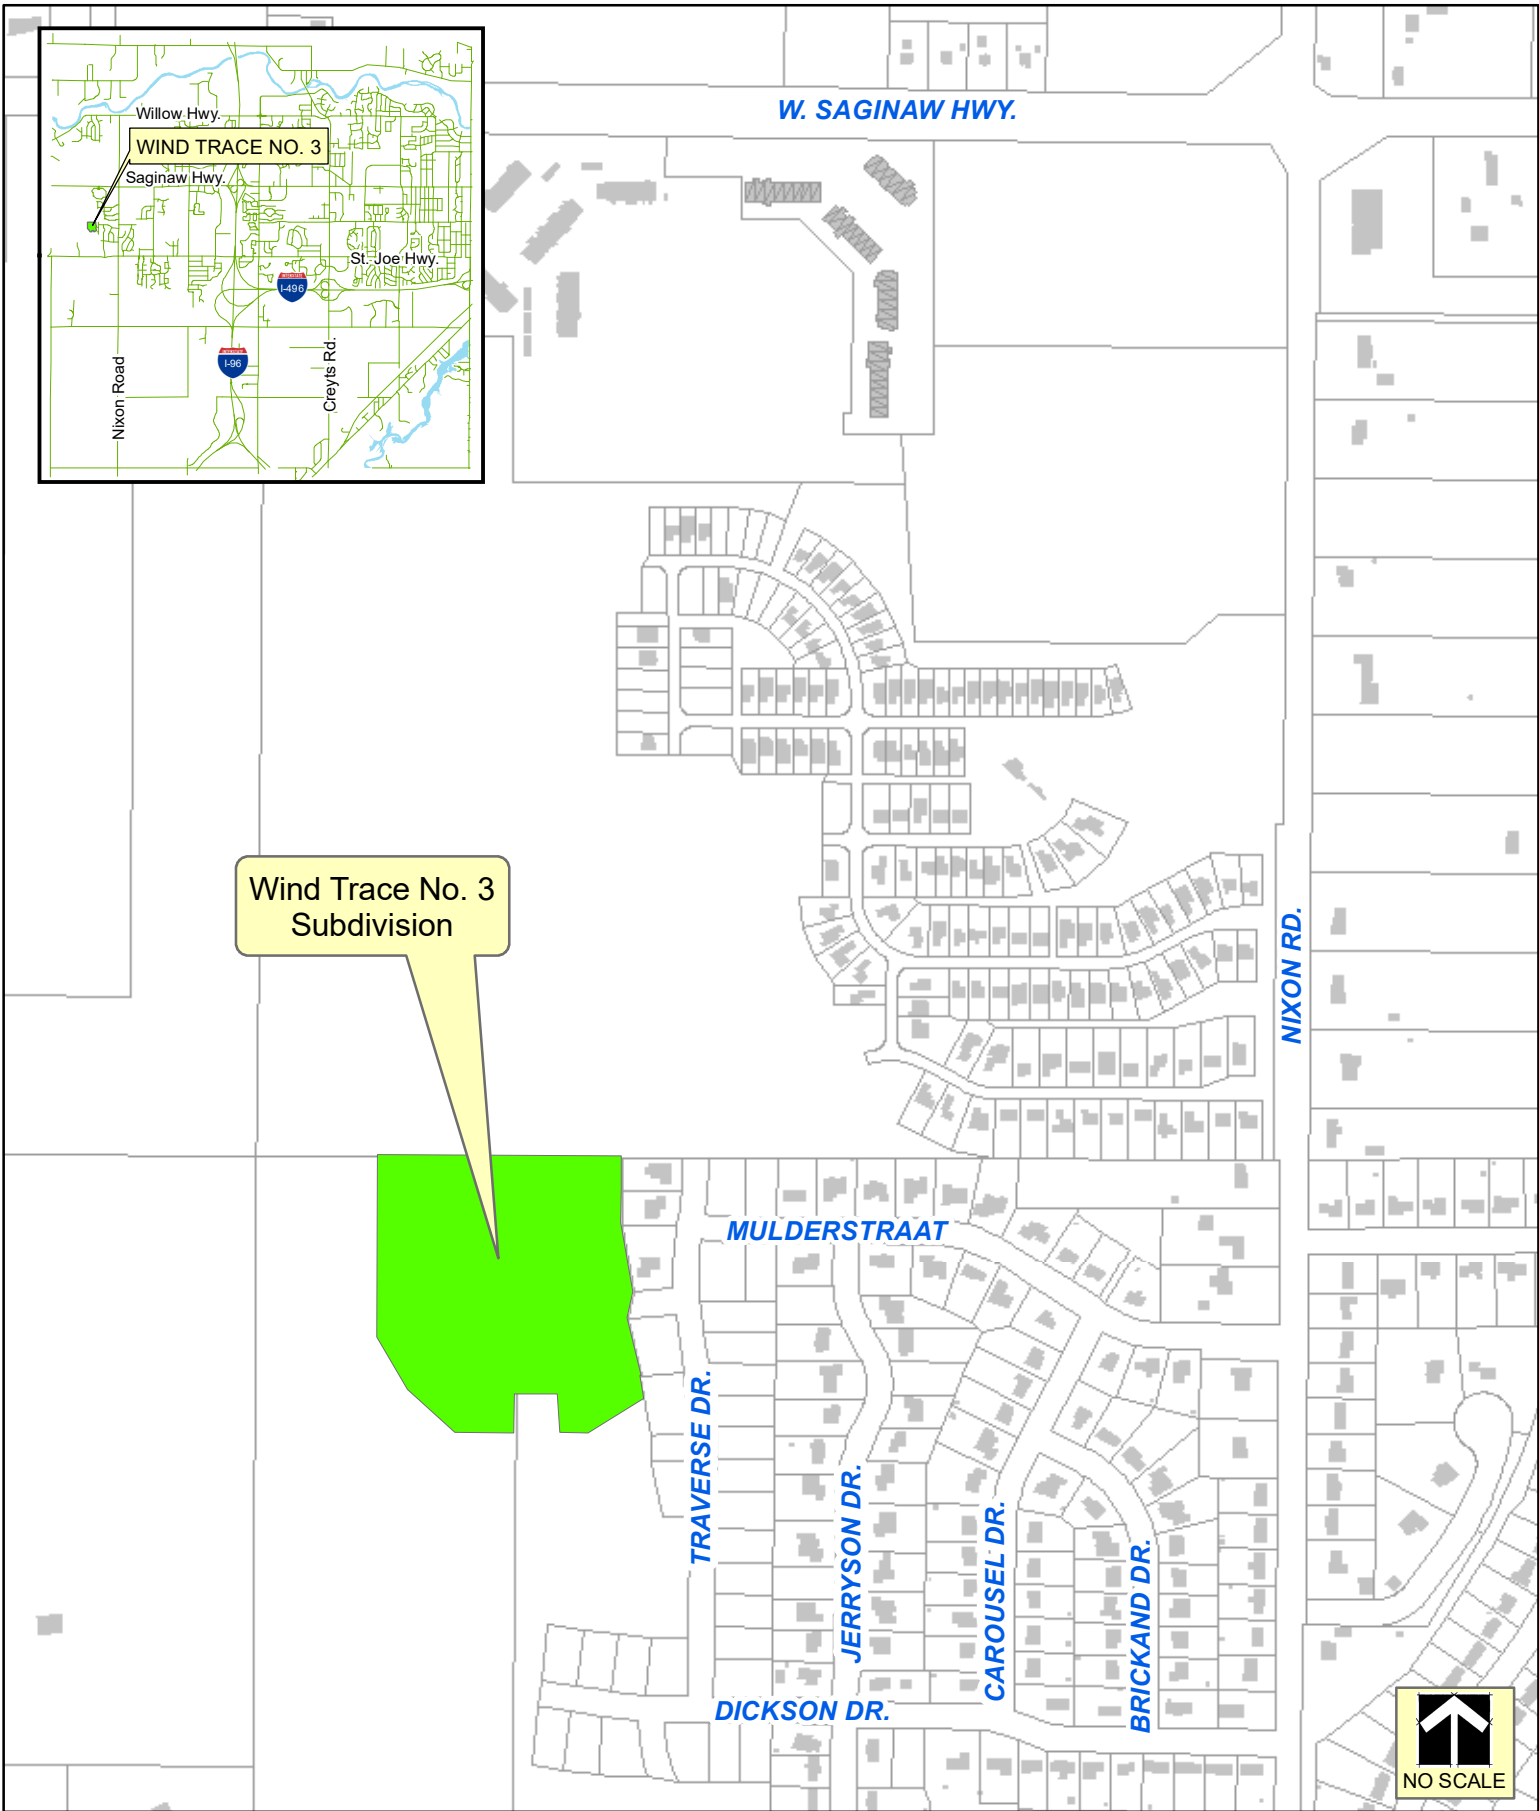 W. SAGINAW HWY.
Willow Hwy.
WIND TRACE NO. 3
Saginaw Hwy.
St. Joe Hwy.
I-496
I-96
Nixon Road
Creyts Rd.
Wind Trace No. 3
Subdivision
NIXON RD.
MULDERSTRAAT
TRAVERSE DR.
JERRYSON DR.
CAROUSEL DR.
BRICKAND DR.
DICKSON DR.
NO SCALE